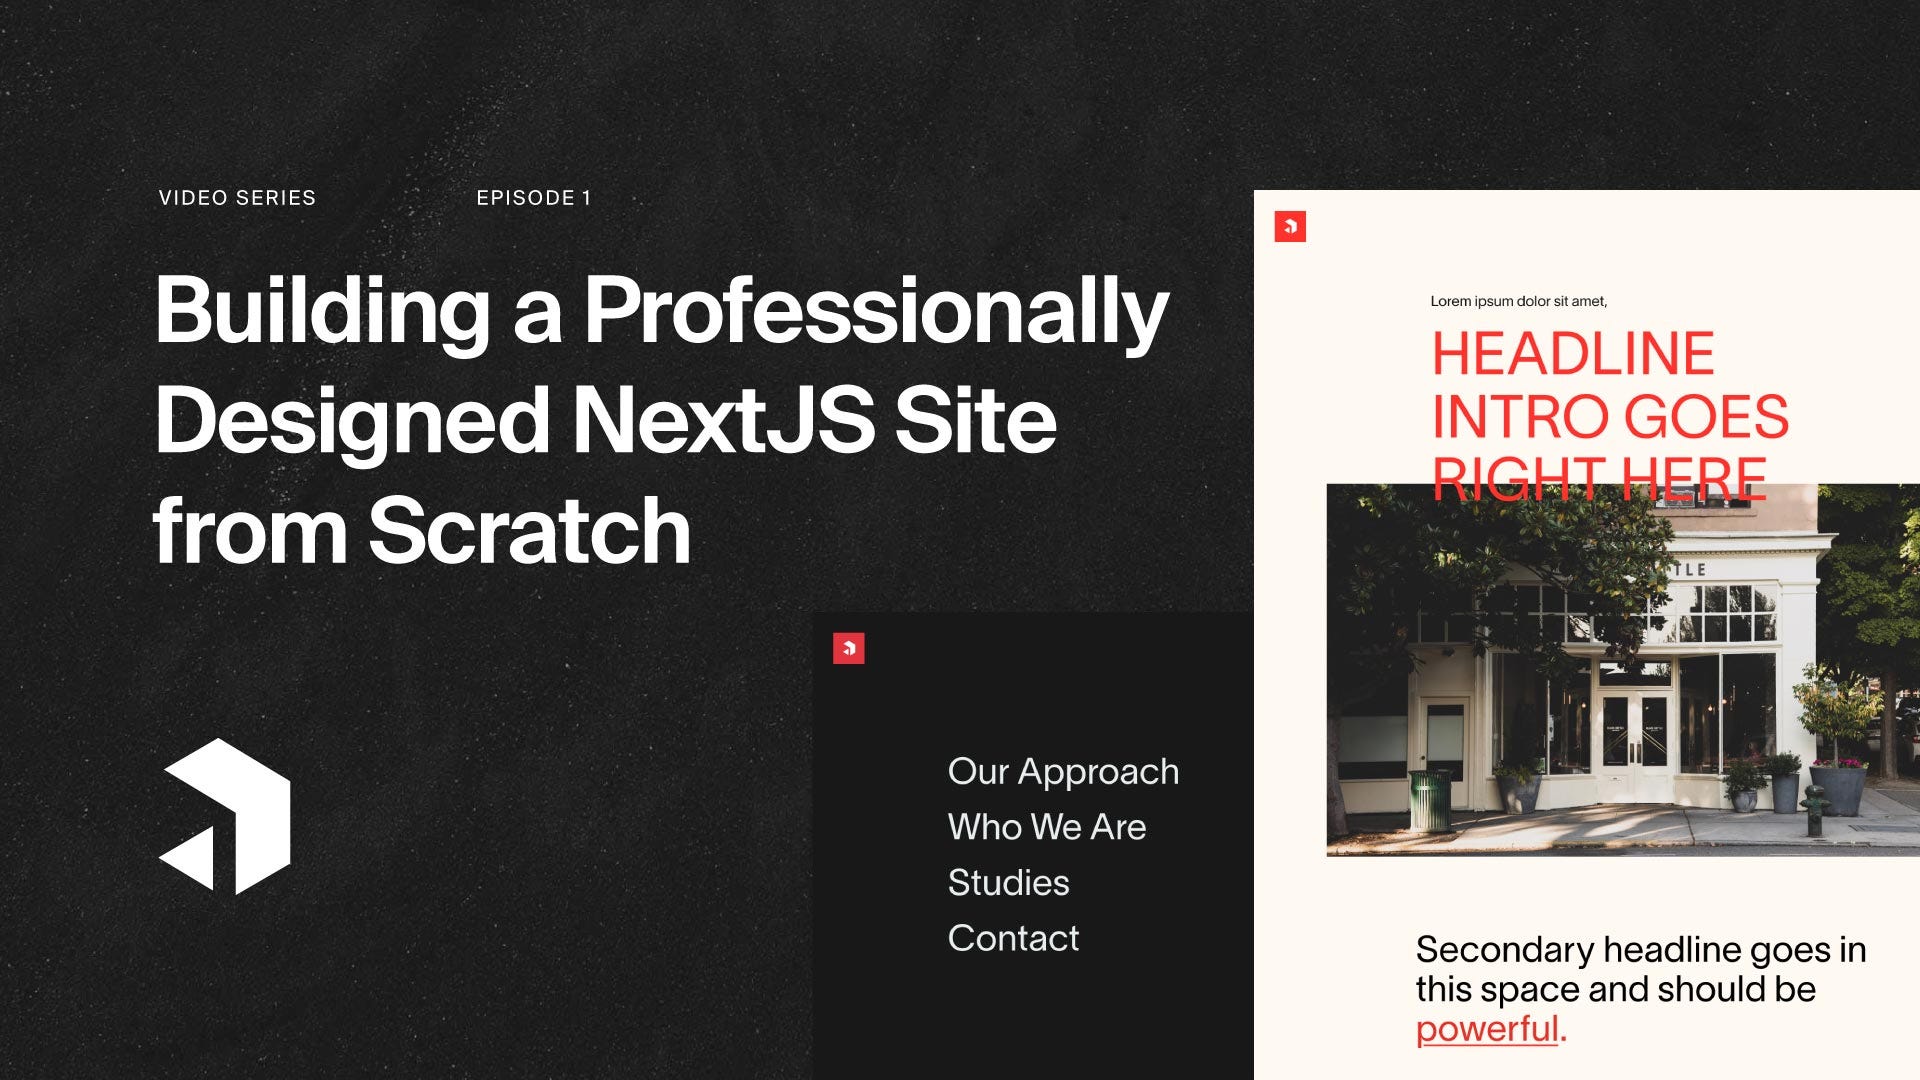 VIDEO SERIES
EPISODE 1
Building a Professionally
Designed NextJS Site
from Scratch
Our Approach
Who We Are
Studies
Contact
Lorem ipsum dolor sit amet,
HEADLINE
INTRO GOES
RIGHT HERE
TLE
Secondary headline goes in
this space and should be
powerful.